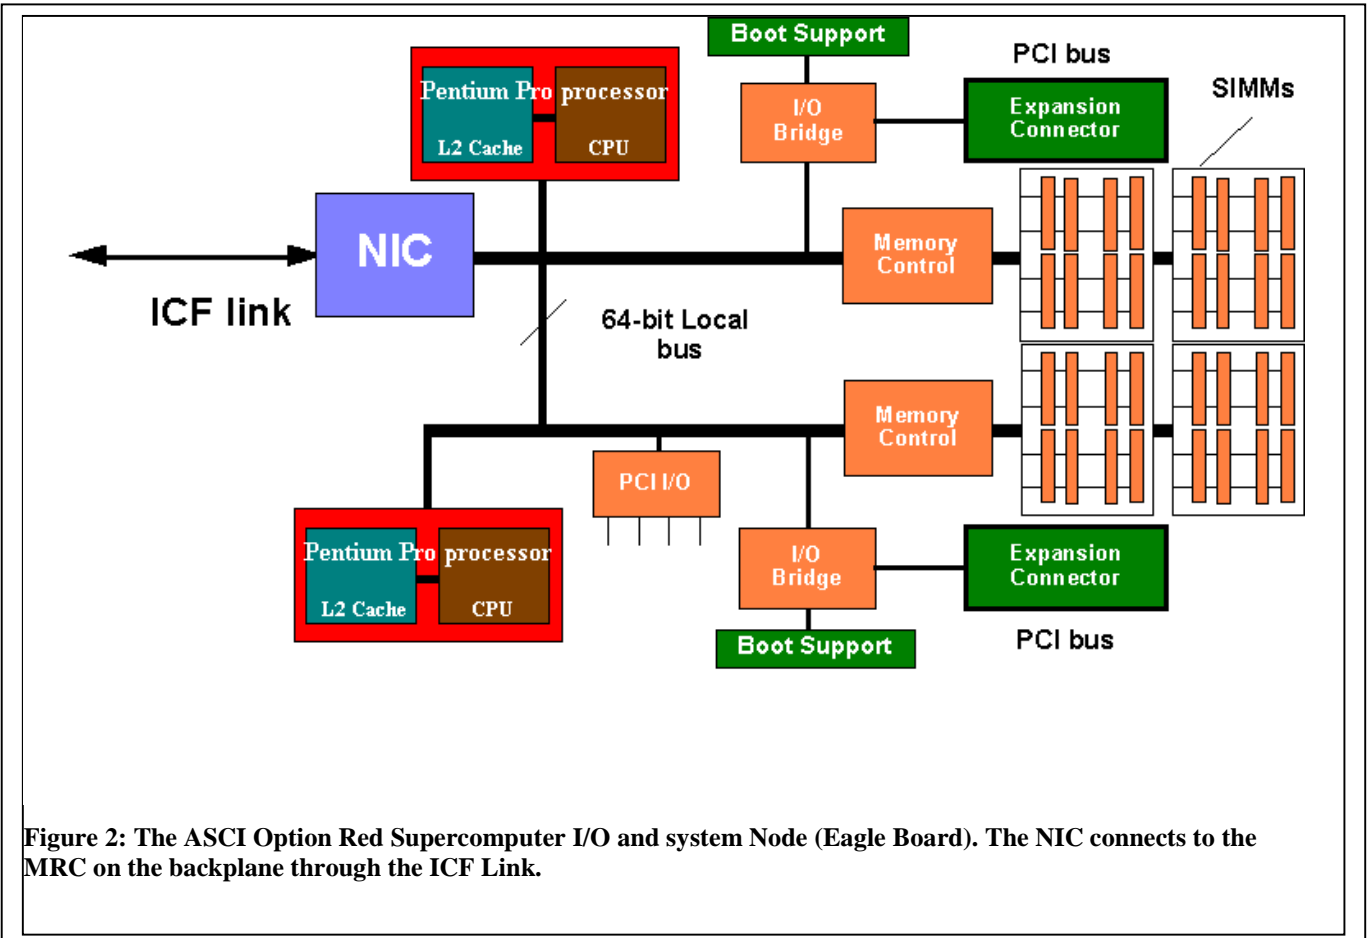 Boot Support
PCI bus
SIMMs
Pentium Pro processor
L2 Cache
CPU
I/O
Bridge
Expansion
Connector
NIC
Memory
Control
ICF link
64-bit Local
bus
Memory
Control
PCI I/O
Pentium Pro processor
L2 Cache
CPU
I/O
Bridge
Expansion
Connector
Boot Support
PCI bus
Figure 2: The ASCI Option Red Supercomputer I/O and system Node (Eagle Board). The NIC connects to the
MRC on the backplane through the ICF Link.